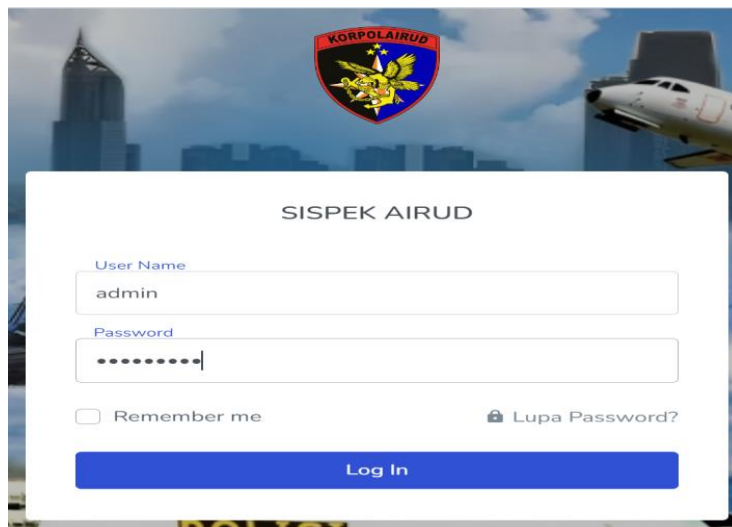 KORPOLAIRUD
SISPEK AIRUD
User Name
admin
Password
Remember me
Lupa Password?
Log In